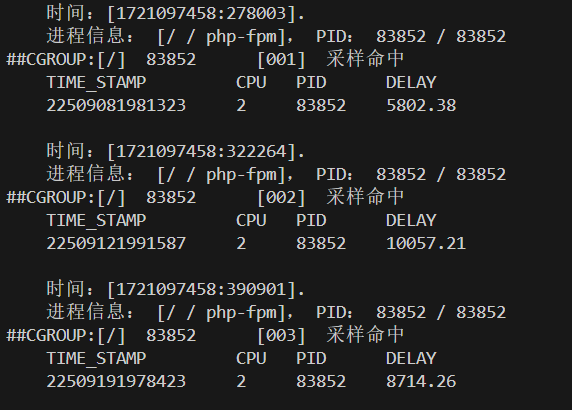 时间：[1721097458:278003].
进程信息： [/ / php-fpm]， PID： 83852 / 83852
##CGROUP:[/]  83852      [001]  采样命中
TIME_STAMP         CPU   PID      DELAY
22509081981323     2     83852    5802.38
时间：[1721097458:322264].
进程信息： [/ / php-fpm]， PID： 83852 / 83852
##CGROUP:[/]  83852      [002]  采样命中
TIME_STAMP         CPU   PID      DELAY
22509121991587     2     83852    10057.21
时间：[1721097458:390901].
进程信息： [/ / php-fpm]， PID： 83852 / 83852
##CGROUP:[/]  83852      [003]  采样命中
TIME_STAMP         CPU   PID      DELAY
22509191978423     2     83852    8714.26